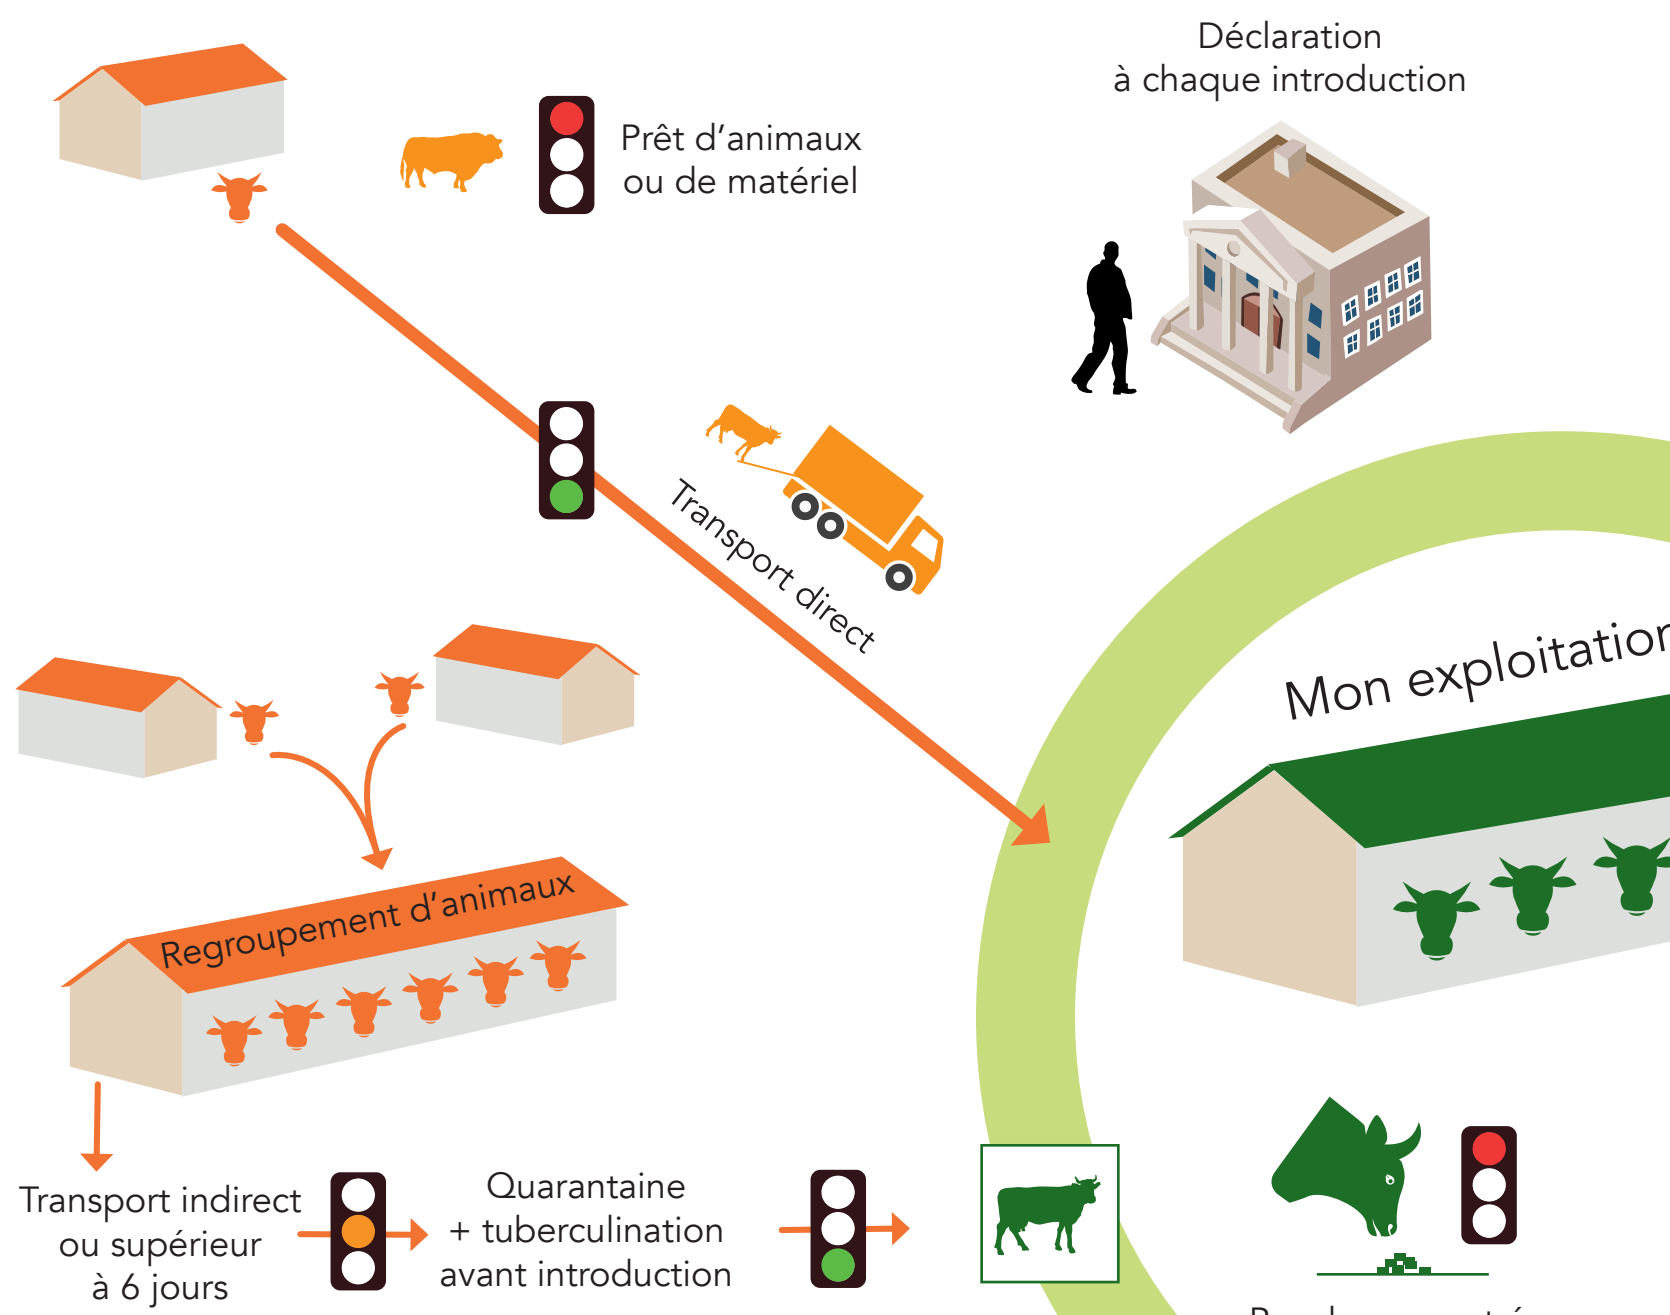 Déclaration
à chaque introduction
Prêt d'animaux
ou de matériel
Transport direct
Mon exploitation
Regroupement d'animaux
Transport indirect
ou supérieur
à 6 jours
Quarantaine
+ tuberculination
avant introduction